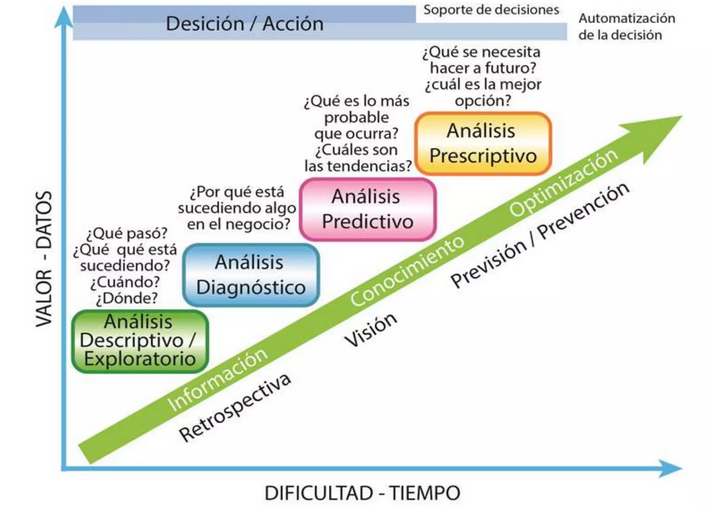 Desición / Acción
Soporte de decisiones
Automatización
de la decisión
¿Qué se necesita
hacer a futuro?
¿cuál es la mejor
opción?
Análisis
Prescriptivo
¿Qué es lo más
probable
que ocurra?
¿Cuáles son
las tendencias?
Análisis
Predictivo
¿Por qué está
sucediendo algo
en el negocio?
Análisis
Diagnóstico
¿Qué pasó?
¿Qué qué está
sucediendo?
¿Cuándo?
¿Dónde?
Análisis
Descriptivo /
Exploratorio
Información
Conocimiento
Optimización
Retrospectiva
Visión
Previsión / Prevención
VALOR - DATOS
DIFICULTAD - TIEMPO